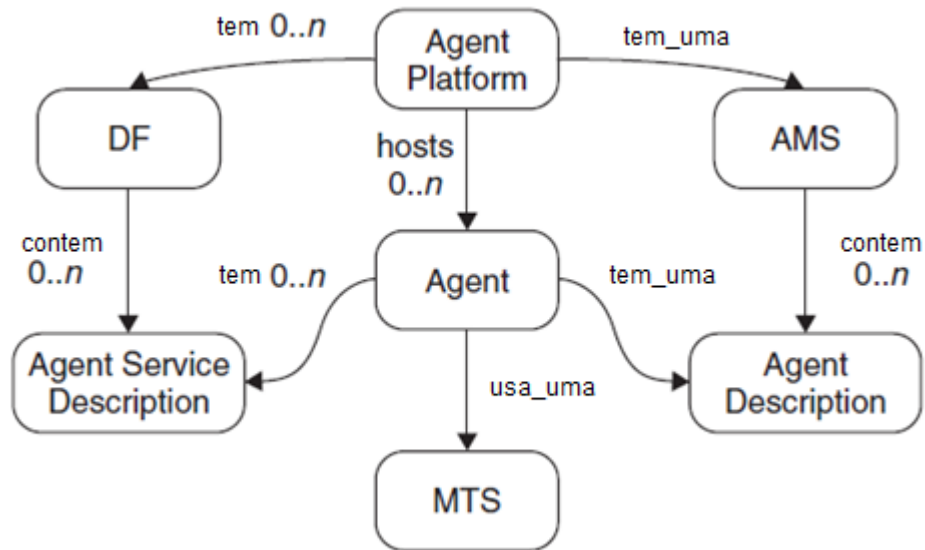 tem 0..n
Agent
Platform
tem_uma
DF
hosts
0..n
AMS
contem
0..n
tem 0..n
Agent
tem_uma
contem
0..n
Agent Service
Description
usa_uma
Agent
Description
MTS